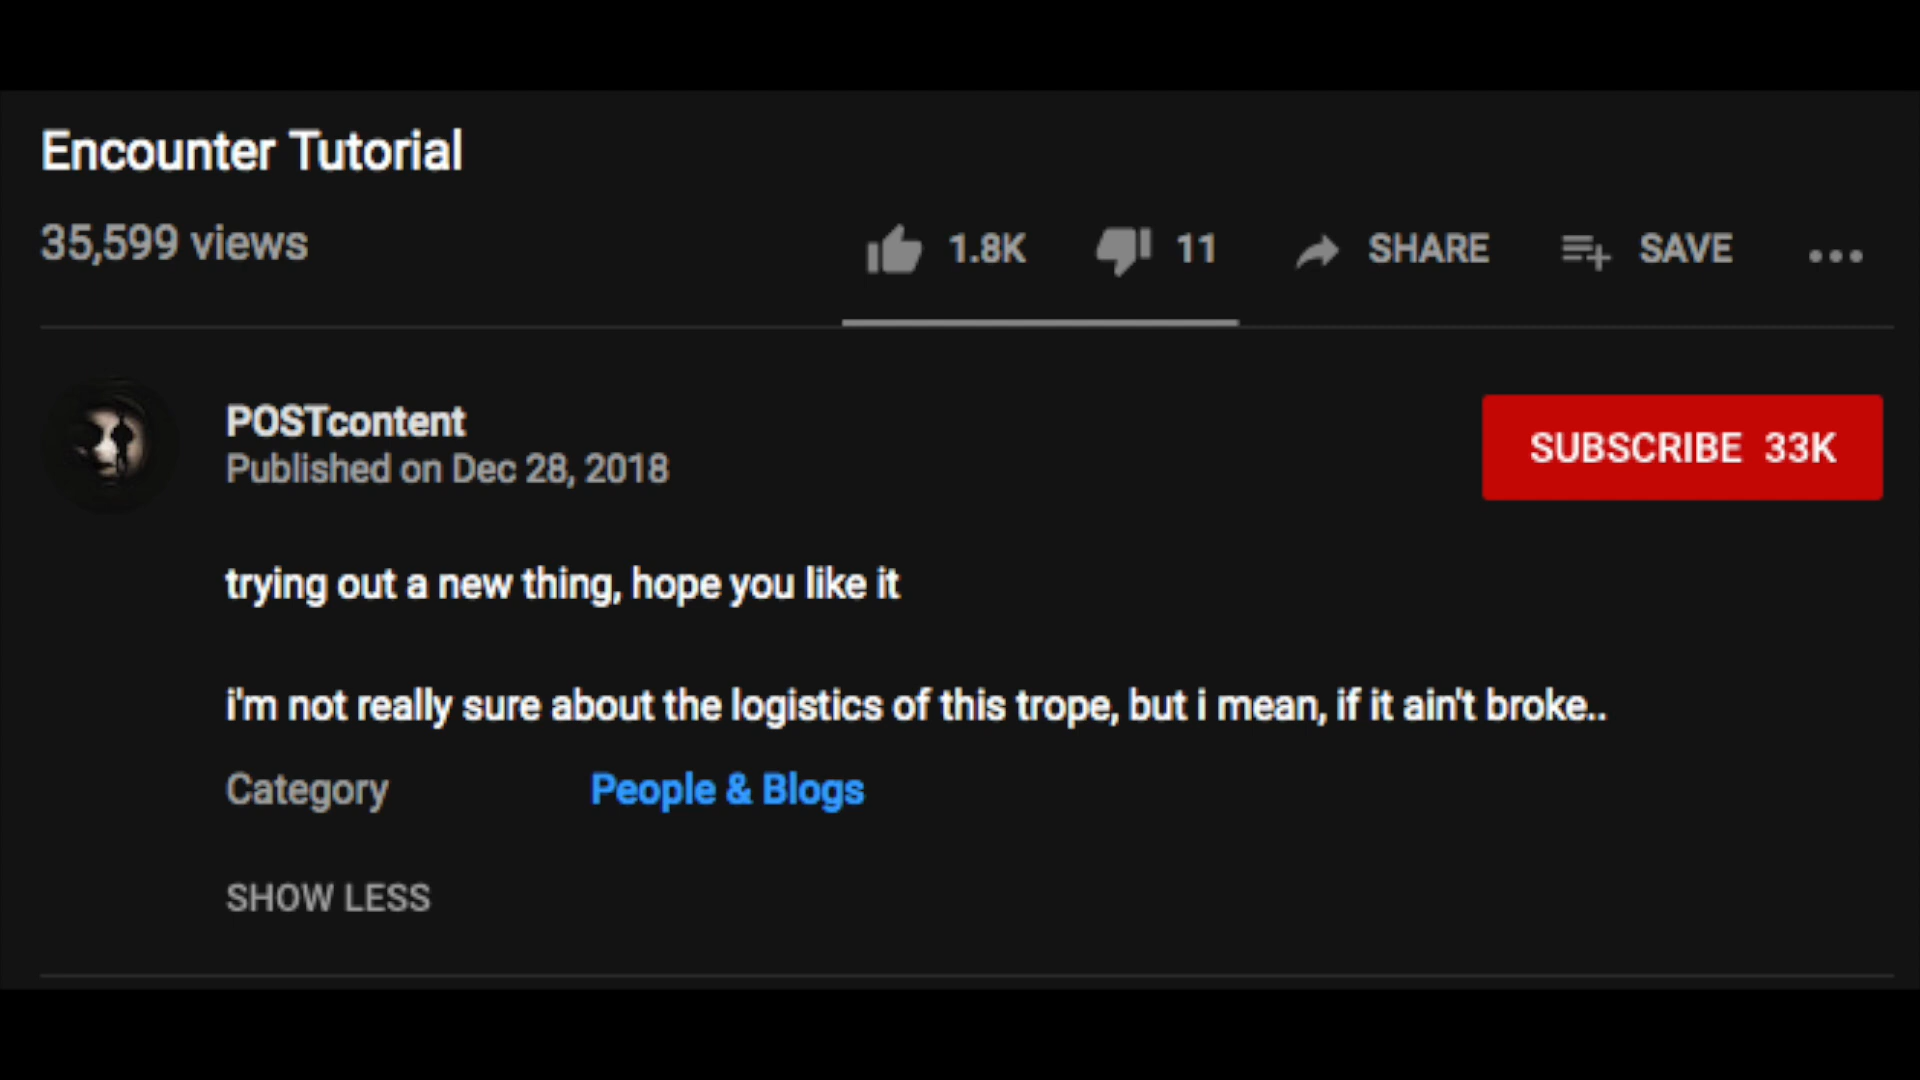 Encounter Tutorial
35,599 views
1.8K 11 SHARE SAVE ...
POSTcontent
Published on Dec 28, 2018
SUBSCRIBE 33K
trying out a new thing, hope you like it
i'm not really sure about the logistics of this trope, but i mean, if it ain't broke..
Category People & Blogs
SHOW LESS